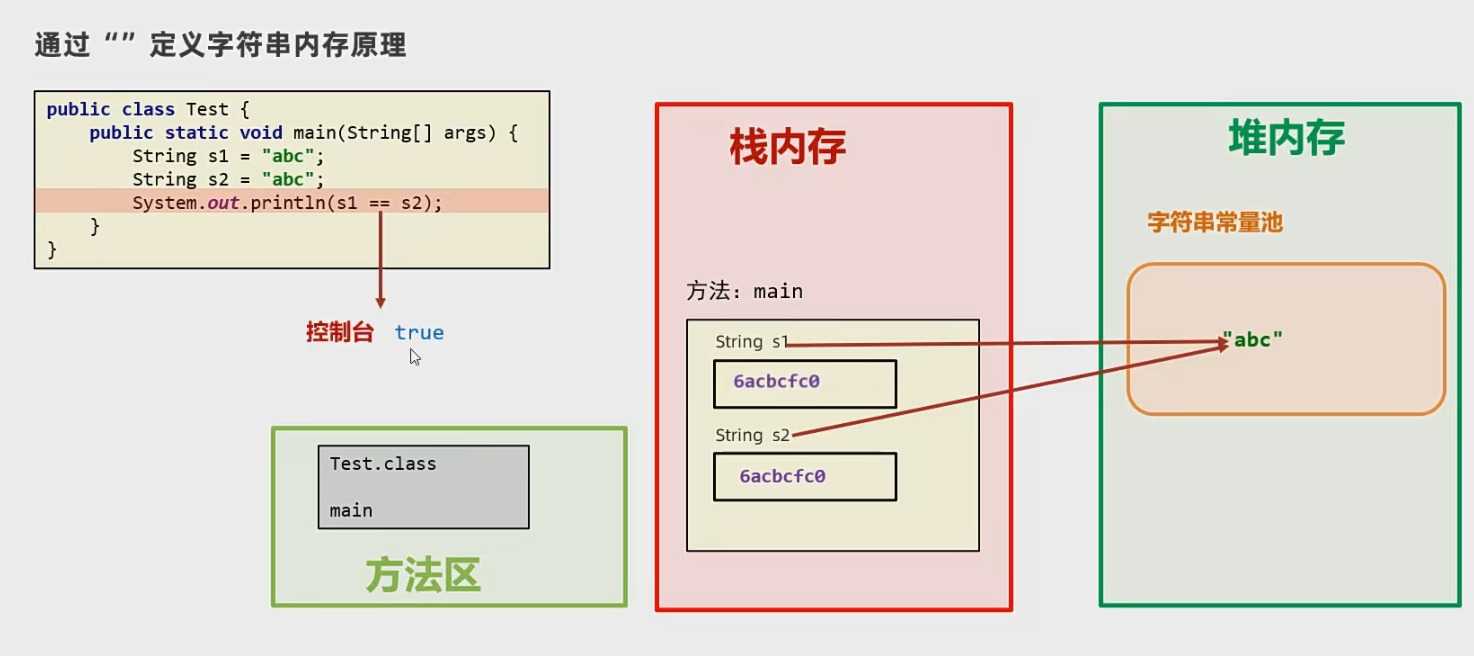 通过“”定义字符串内存原理
public class Test {
    public static void main(String[] args) {
        String s1 = "abc";
        String s2 = "abc";
        System.out.println(s1 == s2);
    }
}
控制台 true
Test.class
main
方法区
栈内存
方法：main
String s1
6acbcfc0
String s2
6acbcfc0
堆内存
字符串常量池
"abc"